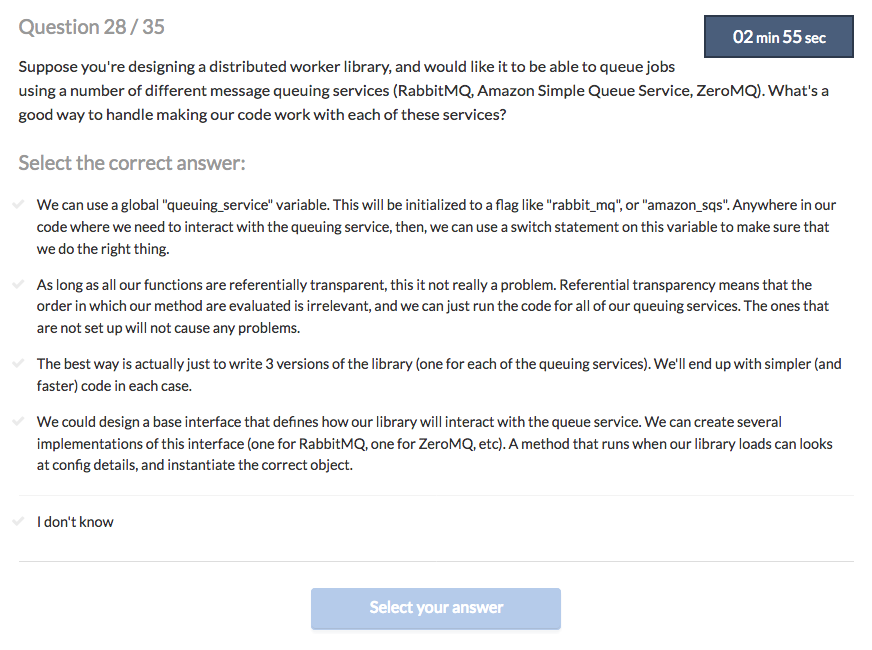 Question 28 / 35
02 min 55 sec
Suppose you're designing a distributed worker library, and would like it to be able to queue jobs
using a number of different message queuing services (RabbitMQ, Amazon Simple Queue Service, ZeroMQ). What's a
good way to handle making our code work with each of these services?
Select the correct answer:
We can use a global "queuing_service" variable. This will be initialized to a flag like "rabbit_mq", or "amazon_sqs". Anywhere in our
code where we need to interact with the queuing service, then, we can use a switch statement on this variable to make sure that
we do the right thing.
As long as all our functions are referentially transparent, this it not really a problem. Referential transparency means that the
order in which our method are evaluated is irrelevant, and we can just run the code for all of our queuing services. The ones that
are not set up will not cause any problems.
The best way is actually just to write 3 versions of the library (one for each of the queuing services). We'll end up with simpler (and
faster) code in each case.
We could design a base interface that defines how our library will interact with the queue service. We can create several
implementations of this interface (one for RabbitMQ, one for ZeroMQ, etc). A method that runs when our library loads can looks
at config details, and instantiate the correct object.
I don't know
Select your answer